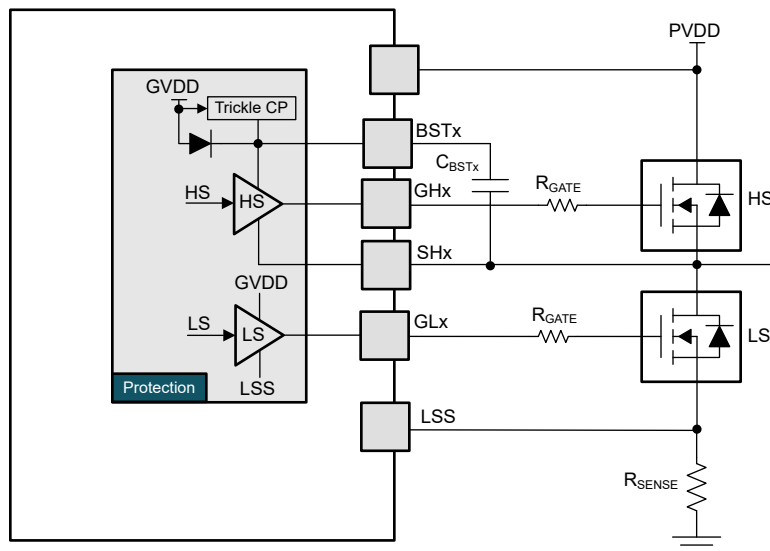 PVDD
GVDD
Trickle CP
BSTx
CBSTx
HS
HS
GHx
RGATE
HS
SHx
GVDD
LS
LS
GLx
RGATE
LS
LSS
Protection
LSS
RSENSE